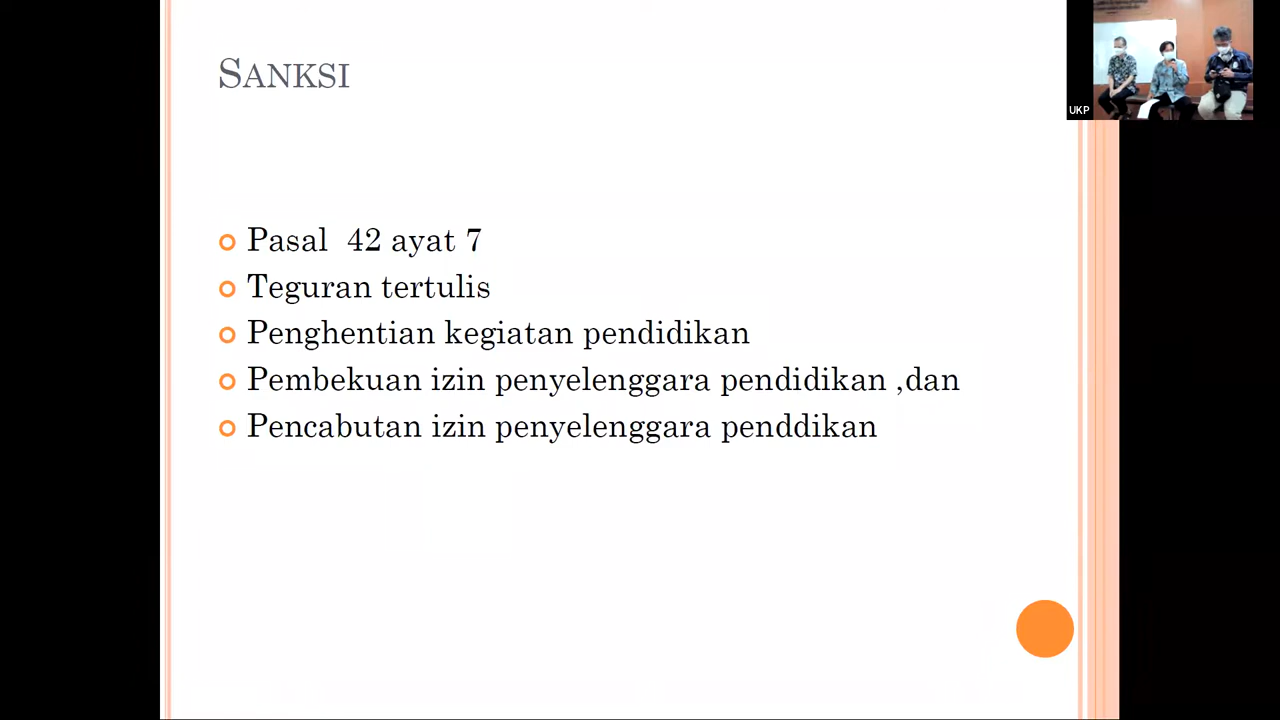 SANKSI
Pasal 42 ayat 7
Teguran tertulis
Penghentian kegiatan pendidikan
Pembekuan izin penyelenggara pendidikan ,dan
Pencabutan izin penyelenggara penddikan
UKP